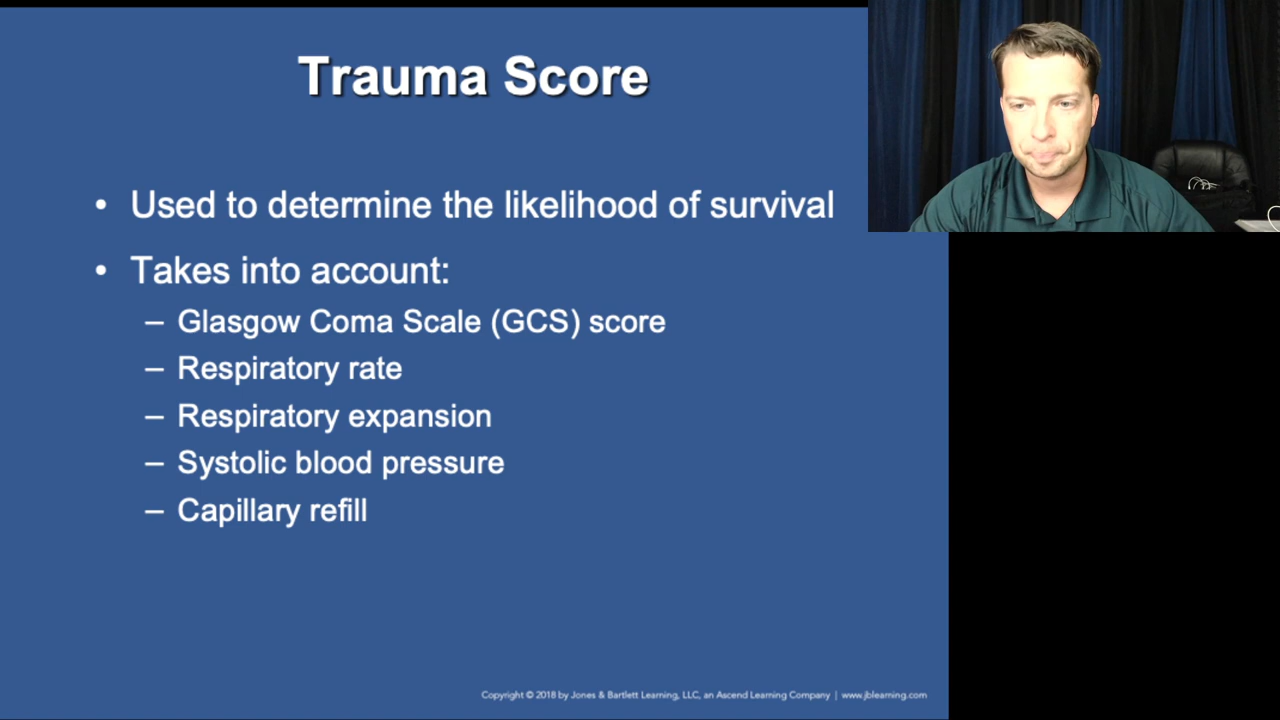 Trauma Score
• Used to determine the likelihood of survival
• Takes into account:
– Glasgow Coma Scale (GCS) score
– Respiratory rate
– Respiratory expansion
– Systolic blood pressure
– Capillary refill
Copyright © 2018 by Jones & Bartlett Learning, LLC, an Ascend Learning Company | www.jblearning.com